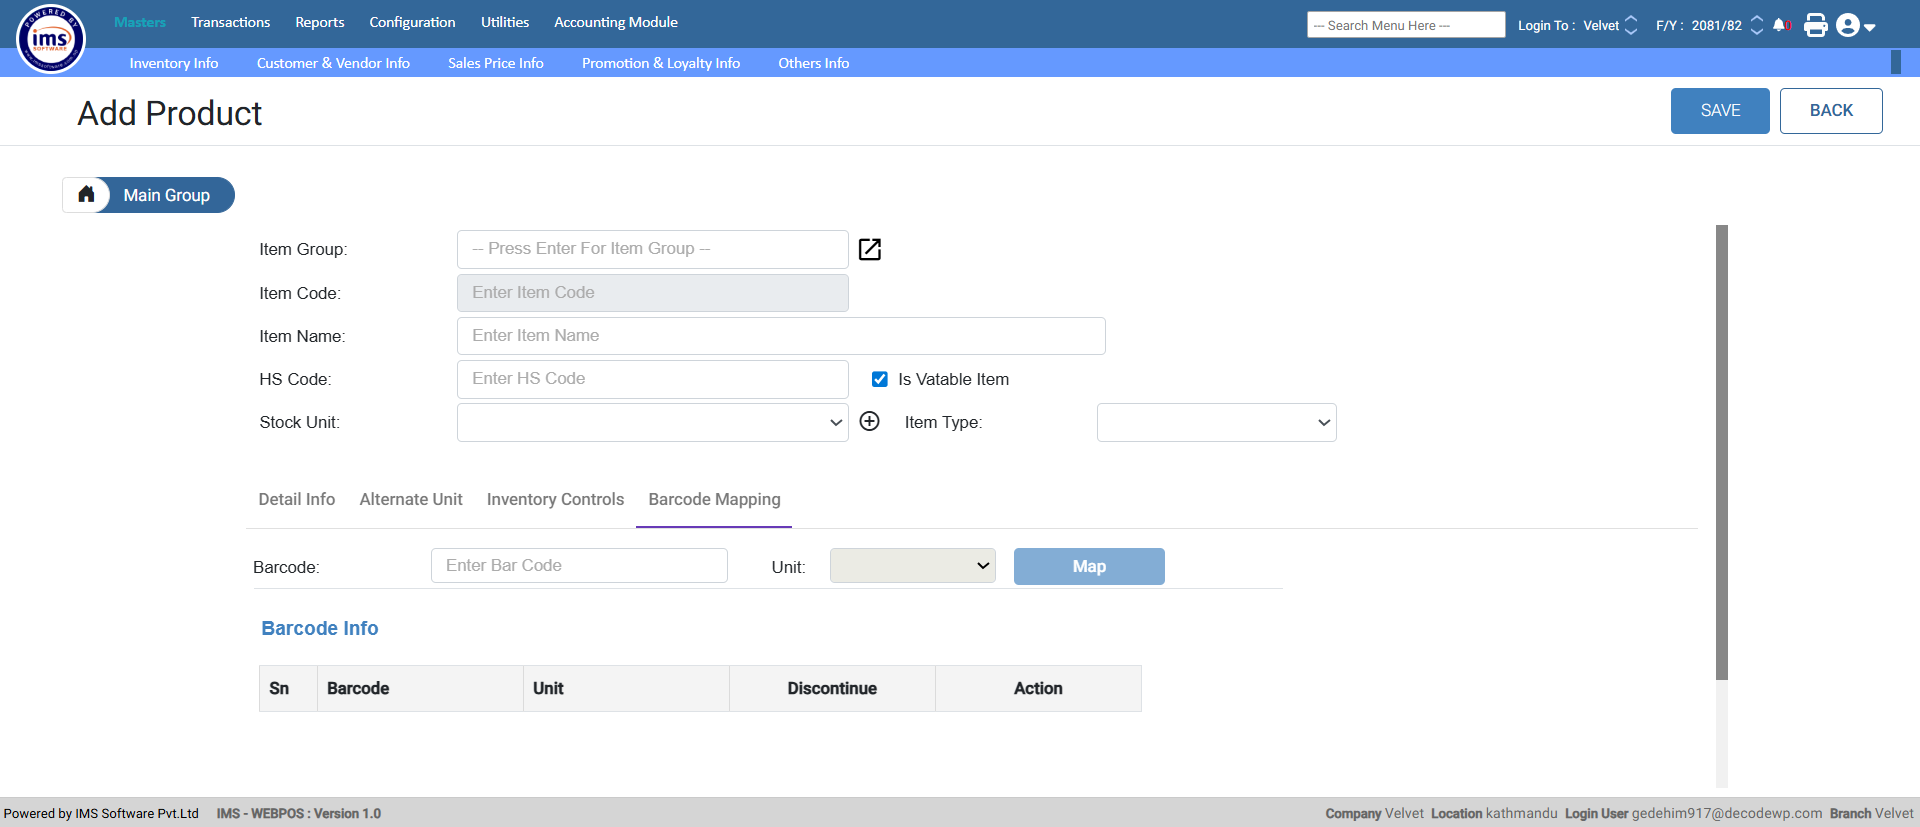 POWERED BY
ims
SOFTWARE
Masters Transactions Reports Configuration Utilities Accounting Module
--- Search Menu Here --- Login To : Velvet F/Y : 2081/82 0
Inventory Info Customer & Vendor Info Sales Price Info Promotion & Loyalty Info Others Info
Add Product
SAVE BACK
Main Group
Item Group: -- Press Enter For Item Group --
Item Code: Enter Item Code
Item Name: Enter Item Name
HS Code: Enter HS Code Is Vatable Item
Stock Unit: Item Type:
Detail Info Alternate Unit Inventory Controls Barcode Mapping
Barcode: Enter Bar Code Unit: Map
Barcode Info
Sn Barcode Unit Discontinue Action
Powered by IMS Software Pvt.Ltd IMS - WEBPOS : Version 1.0 Company Velvet Location kathmandu Login User gedehim917@decodewp.com Branch Velvet